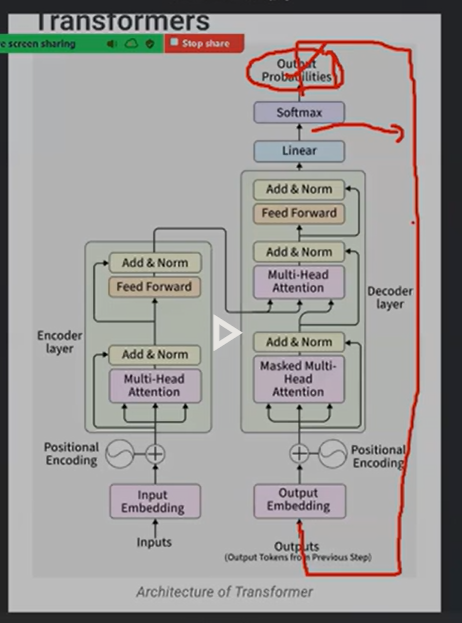 Transformers
e screen sharing
Stop share
Output
Probabilities
Softmax
Linear
Add & Norm
Feed Forward
Add & Norm
Multi-Head
Attention
Decoder
layer
Add & Norm
Masked Multi-
Head
Attention
Positional
Encoding
Output
Embedding
Outputs
(Output Tokens from Previous Step)
Add & Norm
Feed Forward
Encoder
layer
Add & Norm
Multi-Head
Attention
Positional
Encoding
Input
Embedding
Inputs
Architecture of Transformer